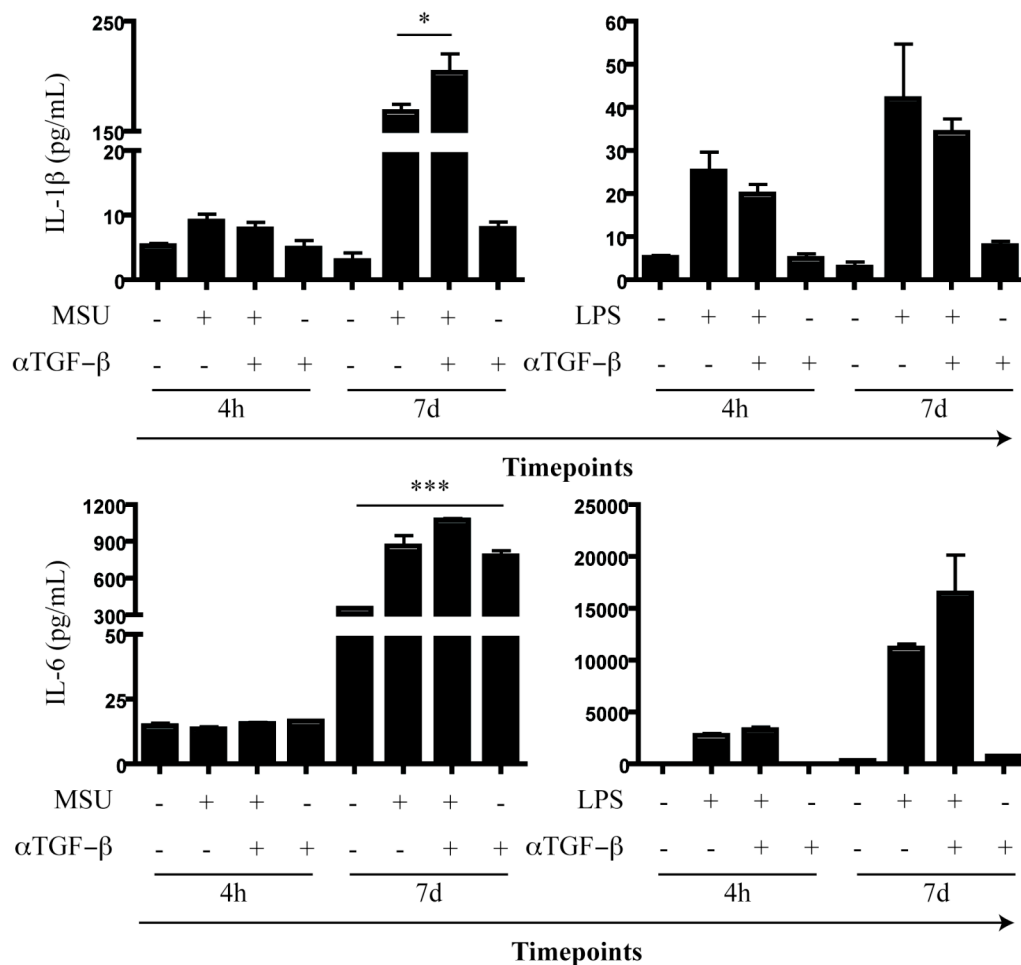 *
250
150
20
10
0
IL-1β (pg/mL)
MSU - + + - - + + -
αTGF-β - - + + - - + +
4h 7d
60
50
40
30
20
10
0
LPS - + + - - + + -
αTGF-β - - + + - - + +
4h 7d
Timepoints
***
1200
900
600
300
50
25
0
IL-6 (pg/mL)
MSU - + + - - + + -
αTGF-β - - + + - - + +
4h 7d
25000
20000
15000
10000
5000
0
LPS - + + - - + + -
αTGF-β - - + + - - + +
4h 7d
Timepoints